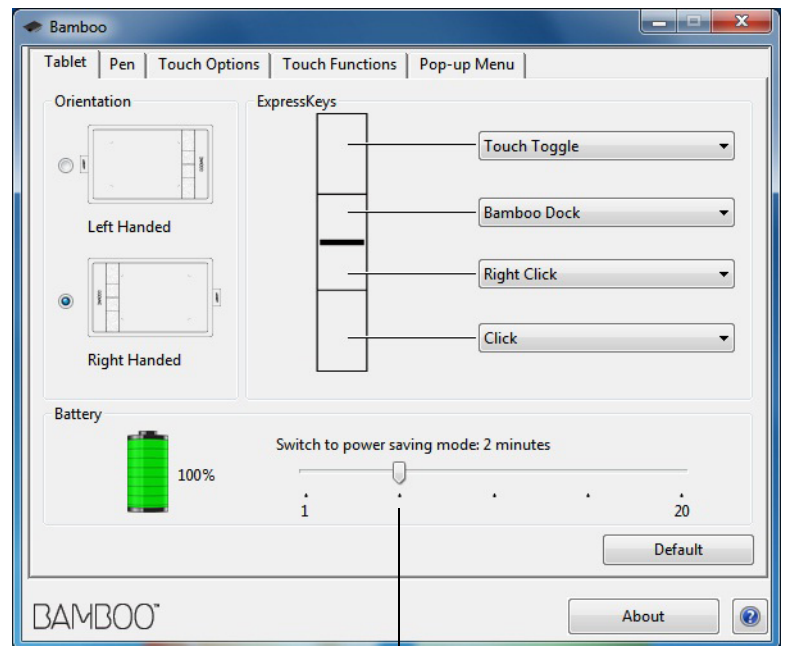 Bamboo
Tablet Pen Touch Options Touch Functions Pop-up Menu
Orientation
Left Handed
Right Handed
ExpressKeys
Touch Toggle
Bamboo Dock
Right Click
Click
Battery
100%
Switch to power saving mode: 2 minutes
1 20
Default
BAMBOO™
About
?